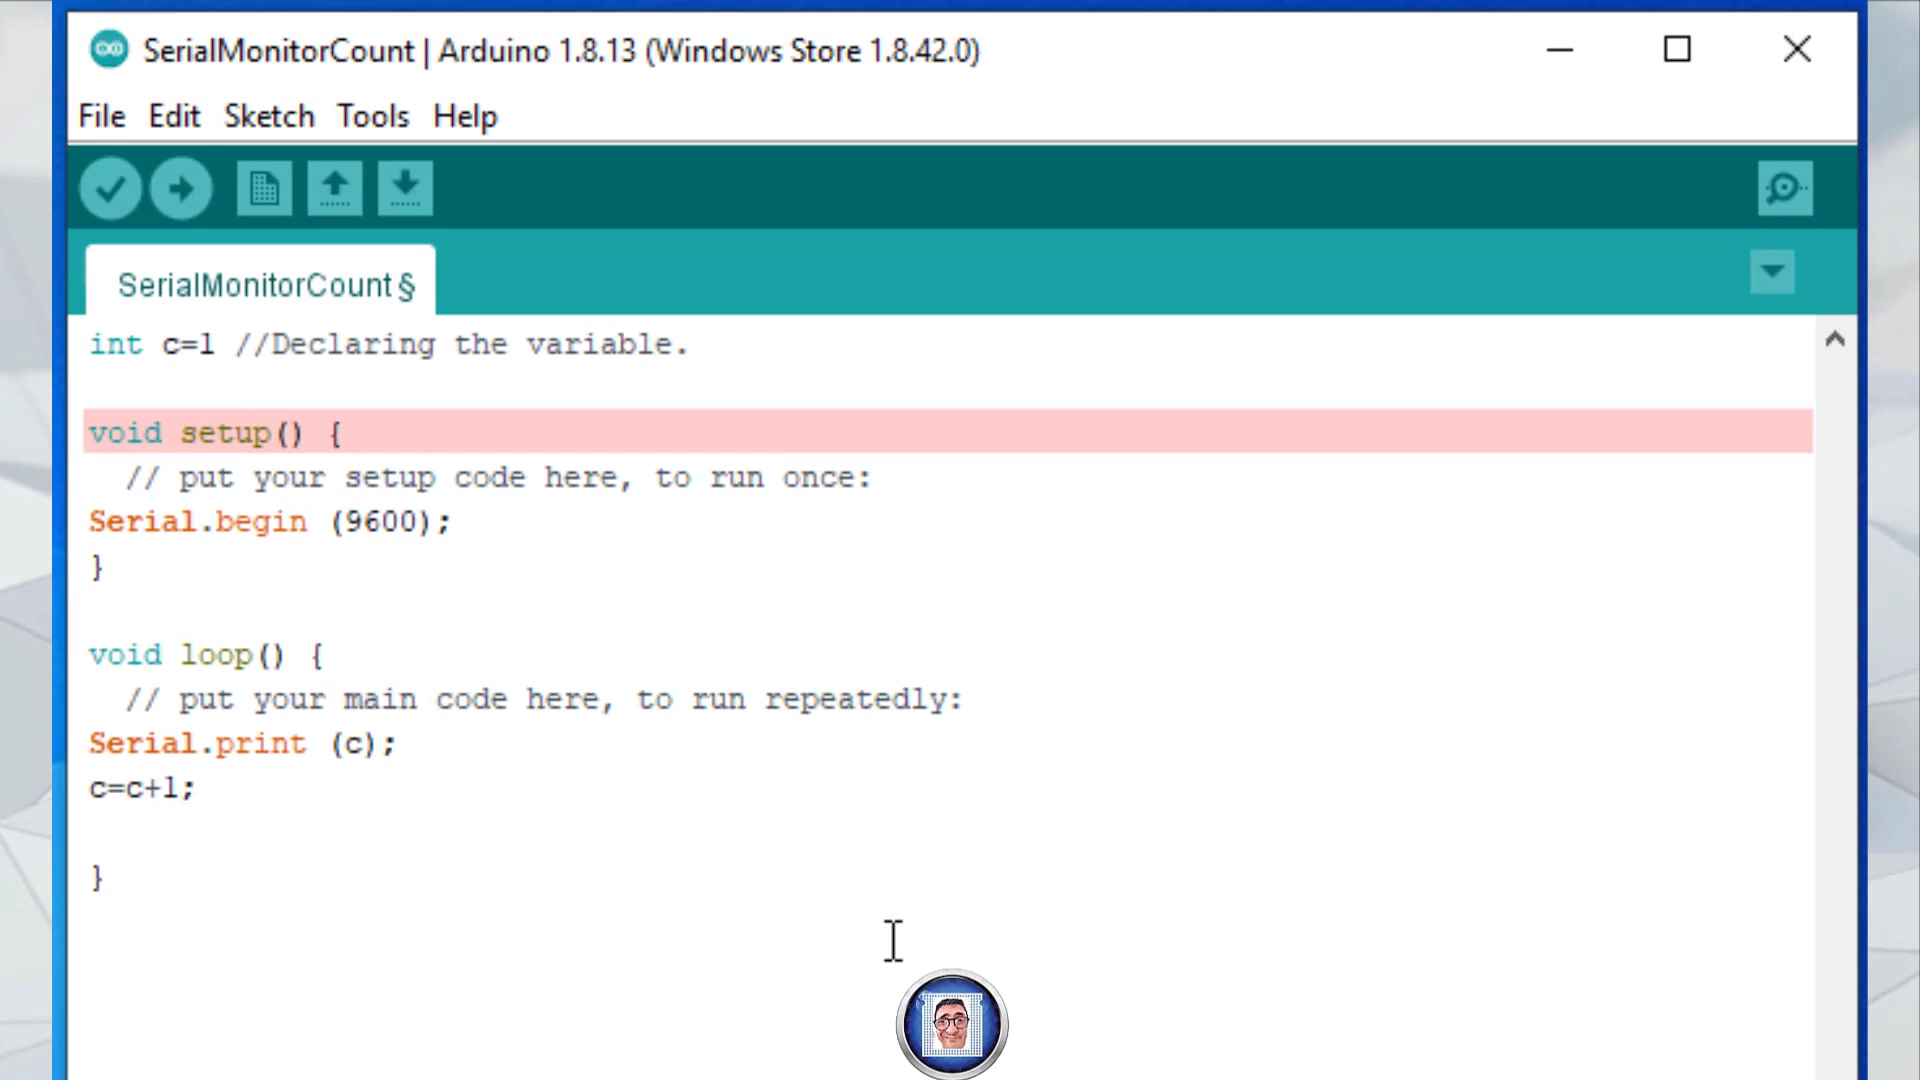 SerialMonitorCount | Arduino 1.8.13 (Windows Store 1.8.42.0)
File Edit Sketch Tools Help
SerialMonitorCount §
int c=1 //Declaring the variable.
void setup() {
// put your setup code here, to run once:
Serial.begin (9600);
}
void loop() {
// put your main code here, to run repeatedly:
Serial.print (c);
c=c+1;
}